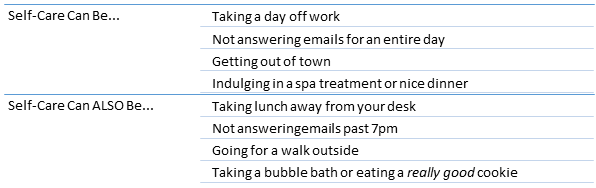 Self-Care Can Be... Taking a day off work
Not answering emails for an entire day
Getting out of town
Indulging in a spa treatment or nice dinner
Self-Care Can ALSO Be... Taking lunch away from your desk
Not answeringemails past 7pm
Going for a walk outside
Taking a bubble bath or eating a really good cookie